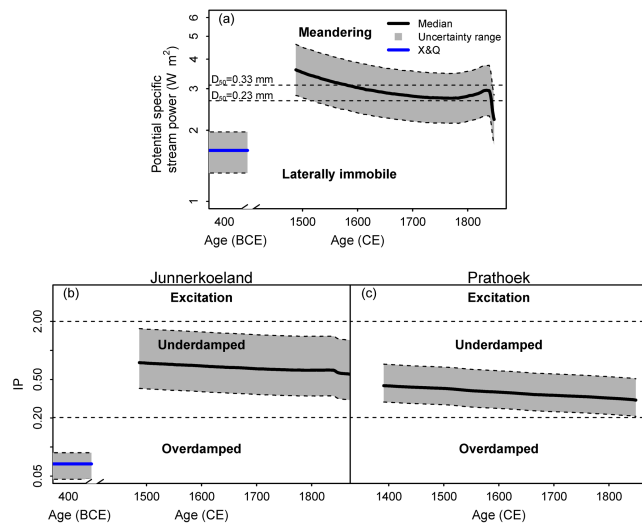 (a)
Meandering
Median
Uncertainty range
X&Q
Potential specific
stream power (W m²)
6
5
4
3
2
1
D₅₀=0.33 mm
D₅₀=0.23 mm
Laterally immobile
400
1500
1600
1700
1800
Age (BCE)
Age (CE)
Junnerkoeland
Prathoek
(b)
Excitation
(c)
Excitation
IP
2.00
0.50
0.20
0.05
Underdamped
Underdamped
Overdamped
Overdamped
400
1500
1600
1700
1800
1400
1500
1600
1700
1800
Age (BCE)
Age (CE)
Age (CE)